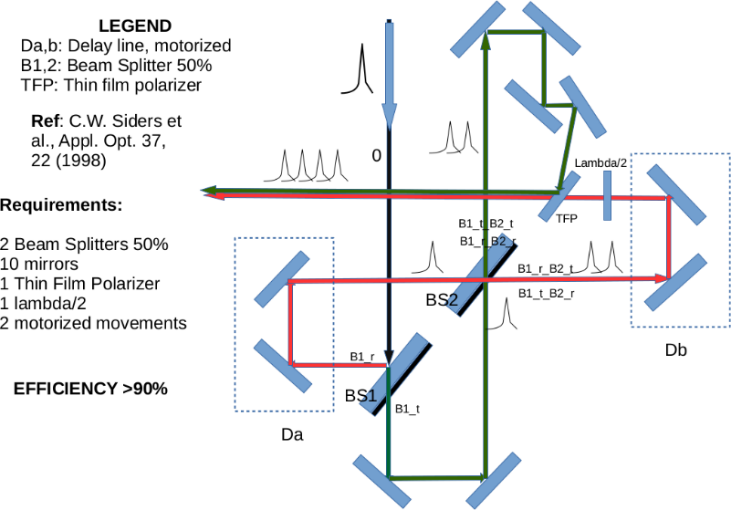 LEGEND
Da,b: Delay line, motorized
B1,2: Beam Splitter 50%
TFP: Thin film polarizer
Ref: C.W. Siders et
al., Appl. Opt. 37,
22 (1998)
Requirements:
2 Beam Splitters 50%
10 mirrors
1 Thin Film Polarizer
1 lambda/2
2 motorized movements
EFFICIENCY >90%
0
Lambda/2
TFP
B1_t_B2_t
B1_r_B2_r
B1_r_B2_t
B1_t_B2_r
BS2
B1_r
BS1
B1_t
Da
Db